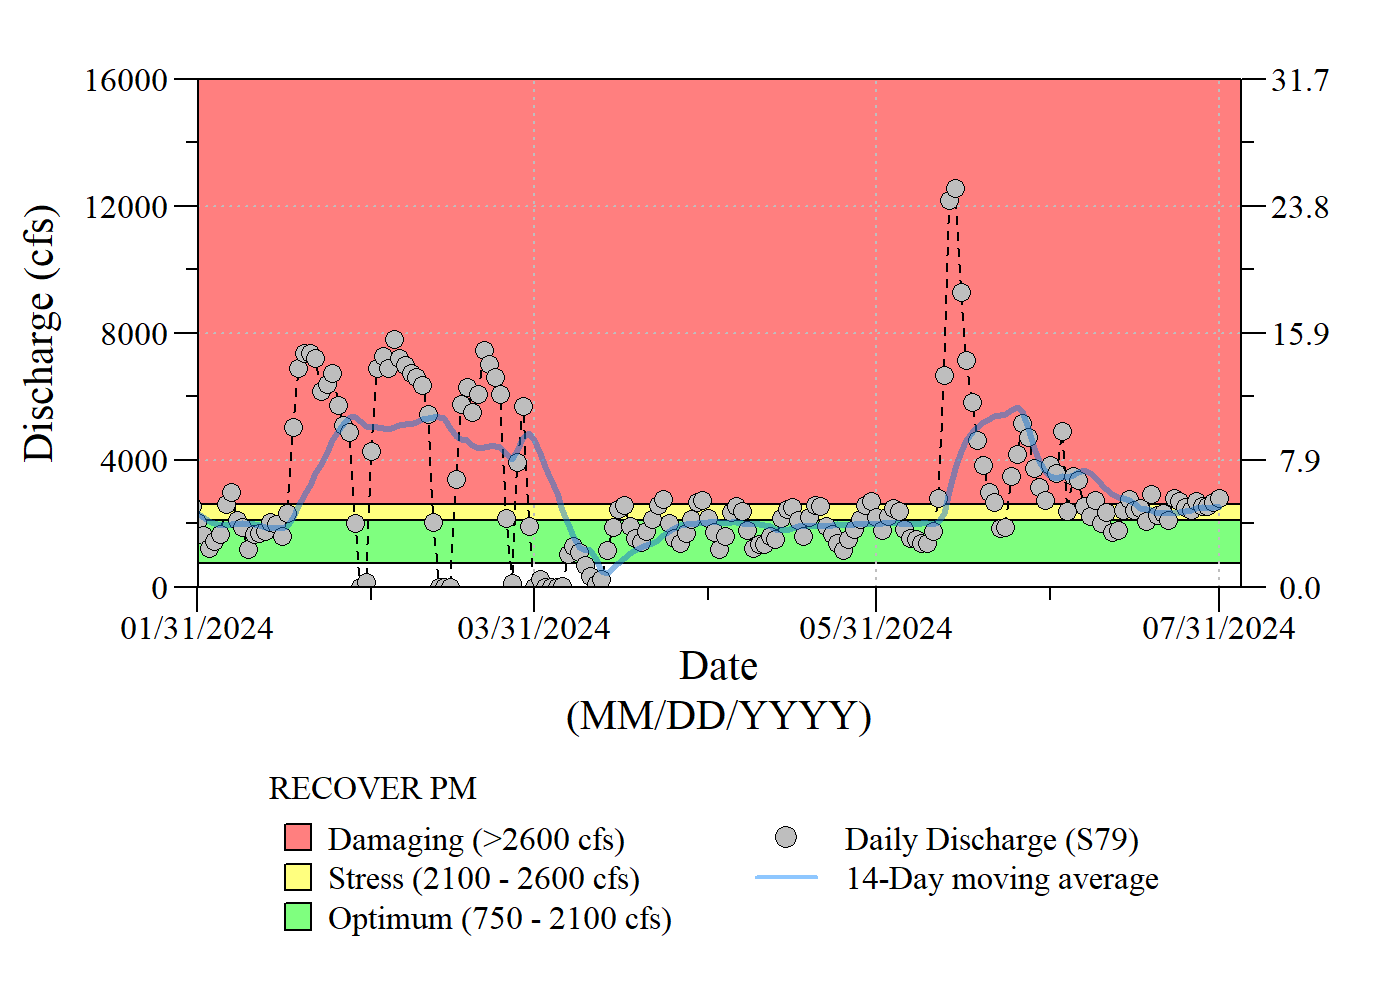 16000
12000
8000
4000
0
Discharge (cfs)
31.7
23.8
15.9
7.9
0.0
01/31/2024 03/31/2024 05/31/2024 07/31/2024
Date
(MM/DD/YYYY)
RECOVER PM
Damaging (>2600 cfs)
Stress (2100 - 2600 cfs)
Optimum (750 - 2100 cfs)
Daily Discharge (S79)
14-Day moving average